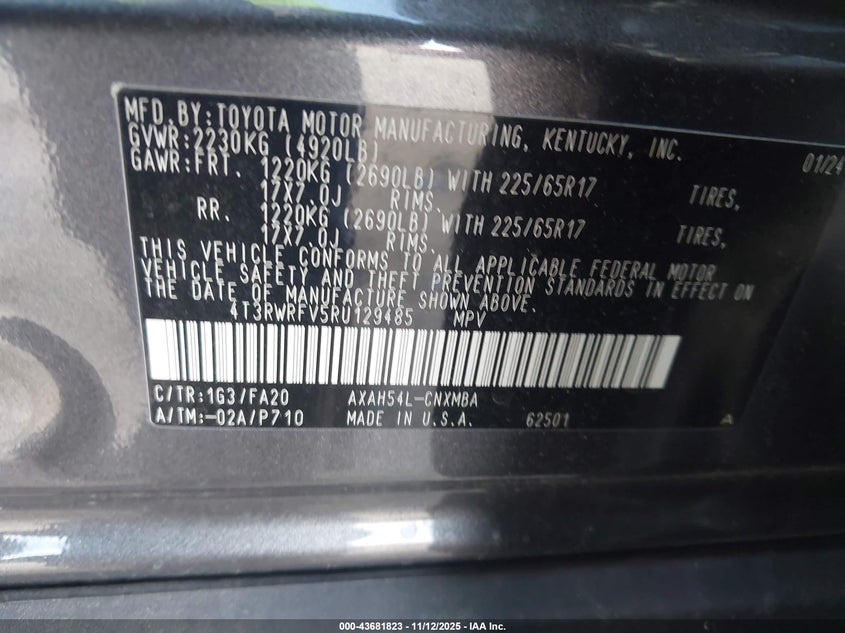 MFD. BY: TOYOTA MOTOR MANUFACTURING, KENTUCKY, INC. 01/24
GVWR: 2230KG (4920LB)
GAWR: FRT. 1220KG (2690LB) WITH 225/65R17 TIRES,
17X7.0J RIMS.
RR. 1220KG (2690LB) WITH 225/65R17 TIRES,
17X7.0J RIMS.
THIS VEHICLE CONFORMS TO ALL APPLICABLE FEDERAL MOTOR
VEHICLE SAFETY AND THEFT PREVENTION STANDARDS IN EFFECT ON
THE DATE OF MANUFACTURE SHOWN ABOVE.
4T3RWRFV5RU129485 MPV
C/TR: 1G3/FA20 AXAH54L-CNXMBA
A/TM: -02A/P710 MADE IN U.S.A. 62501 A
000-43681823 - 11/12/2025 - IAA Inc.